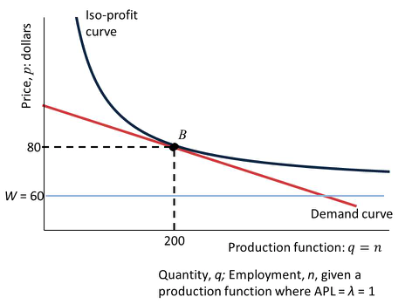 Iso-profit
curve
Price, p: dollars
B
80
W = 60
Demand curve
200
Production function: q = n
Quantity, q; Employment, n, given a
production function where APL = λ = 1